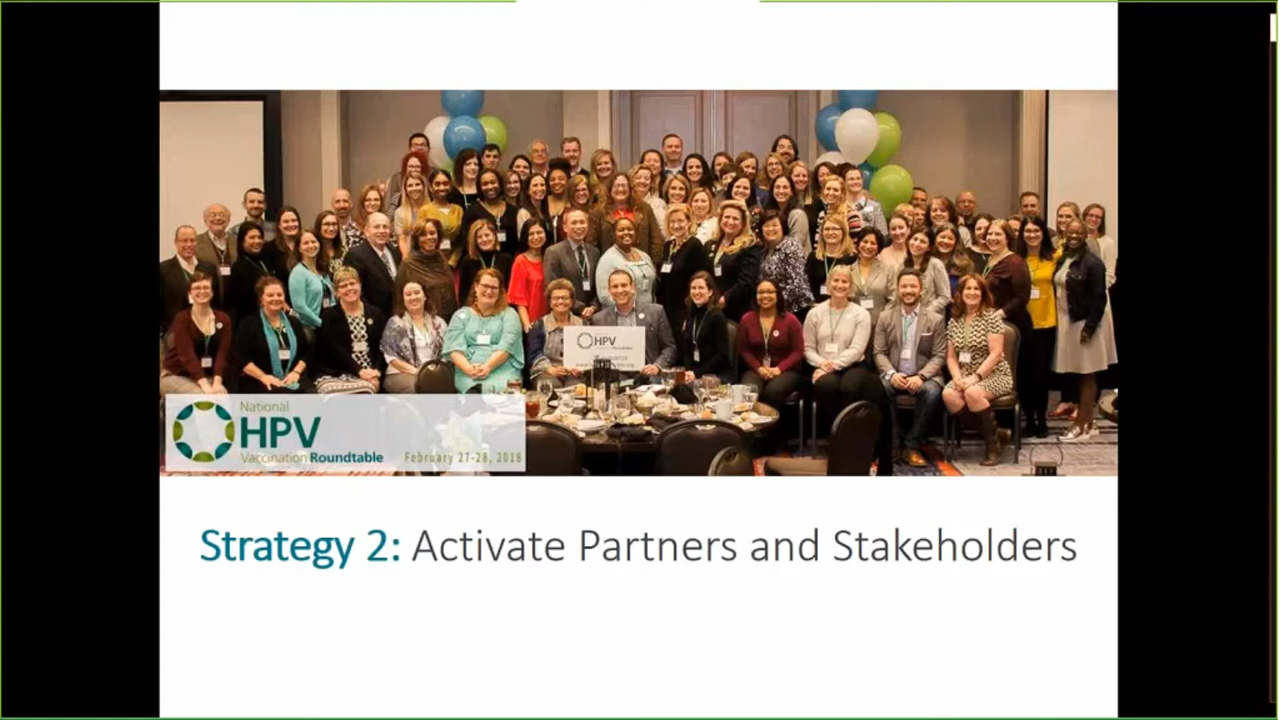 HPV
National
HPV
Vaccination Roundtable
February 27-28, 2018
Strategy 2: Activate Partners and Stakeholders